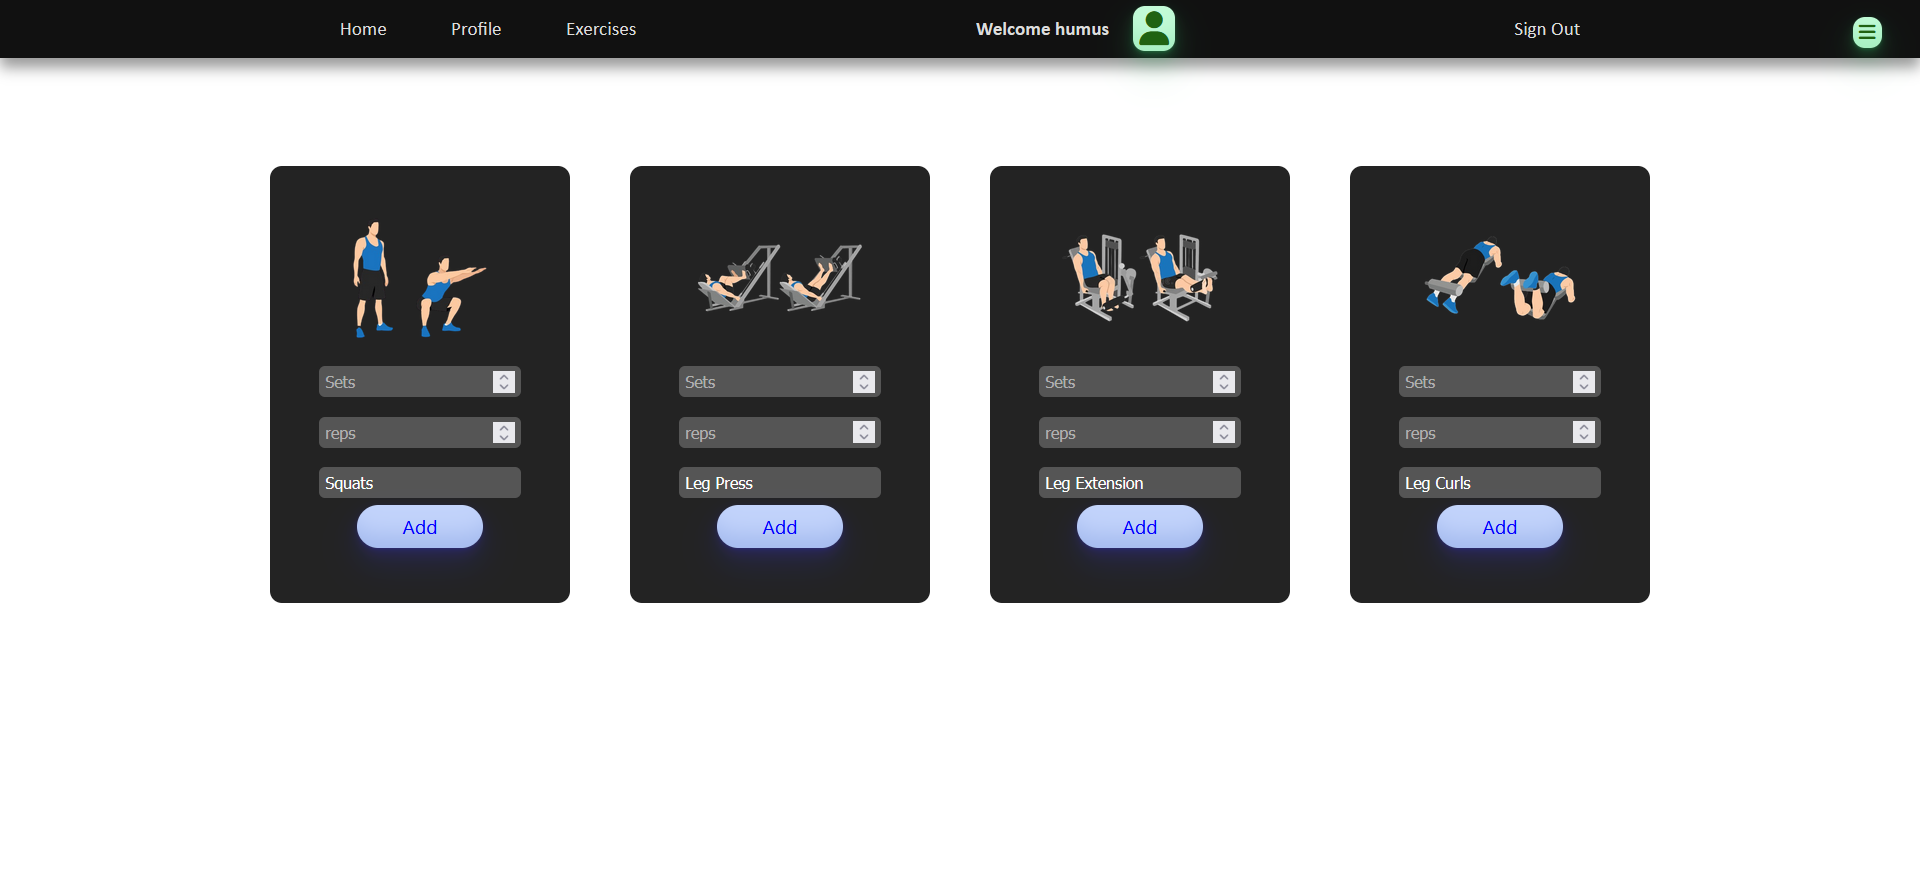 Home Profile Exercises Welcome humus Sign Out
Sets Sets Sets Sets
reps reps reps reps
Squats Leg Press Leg Extension Leg Curls
Add Add Add Add